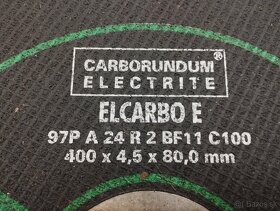 CARBORUNDUM®
ELECTRITE
ELCARBO E
97P A 24 R 2 BF11 C100
400 x 4,5 x 80,0 mm